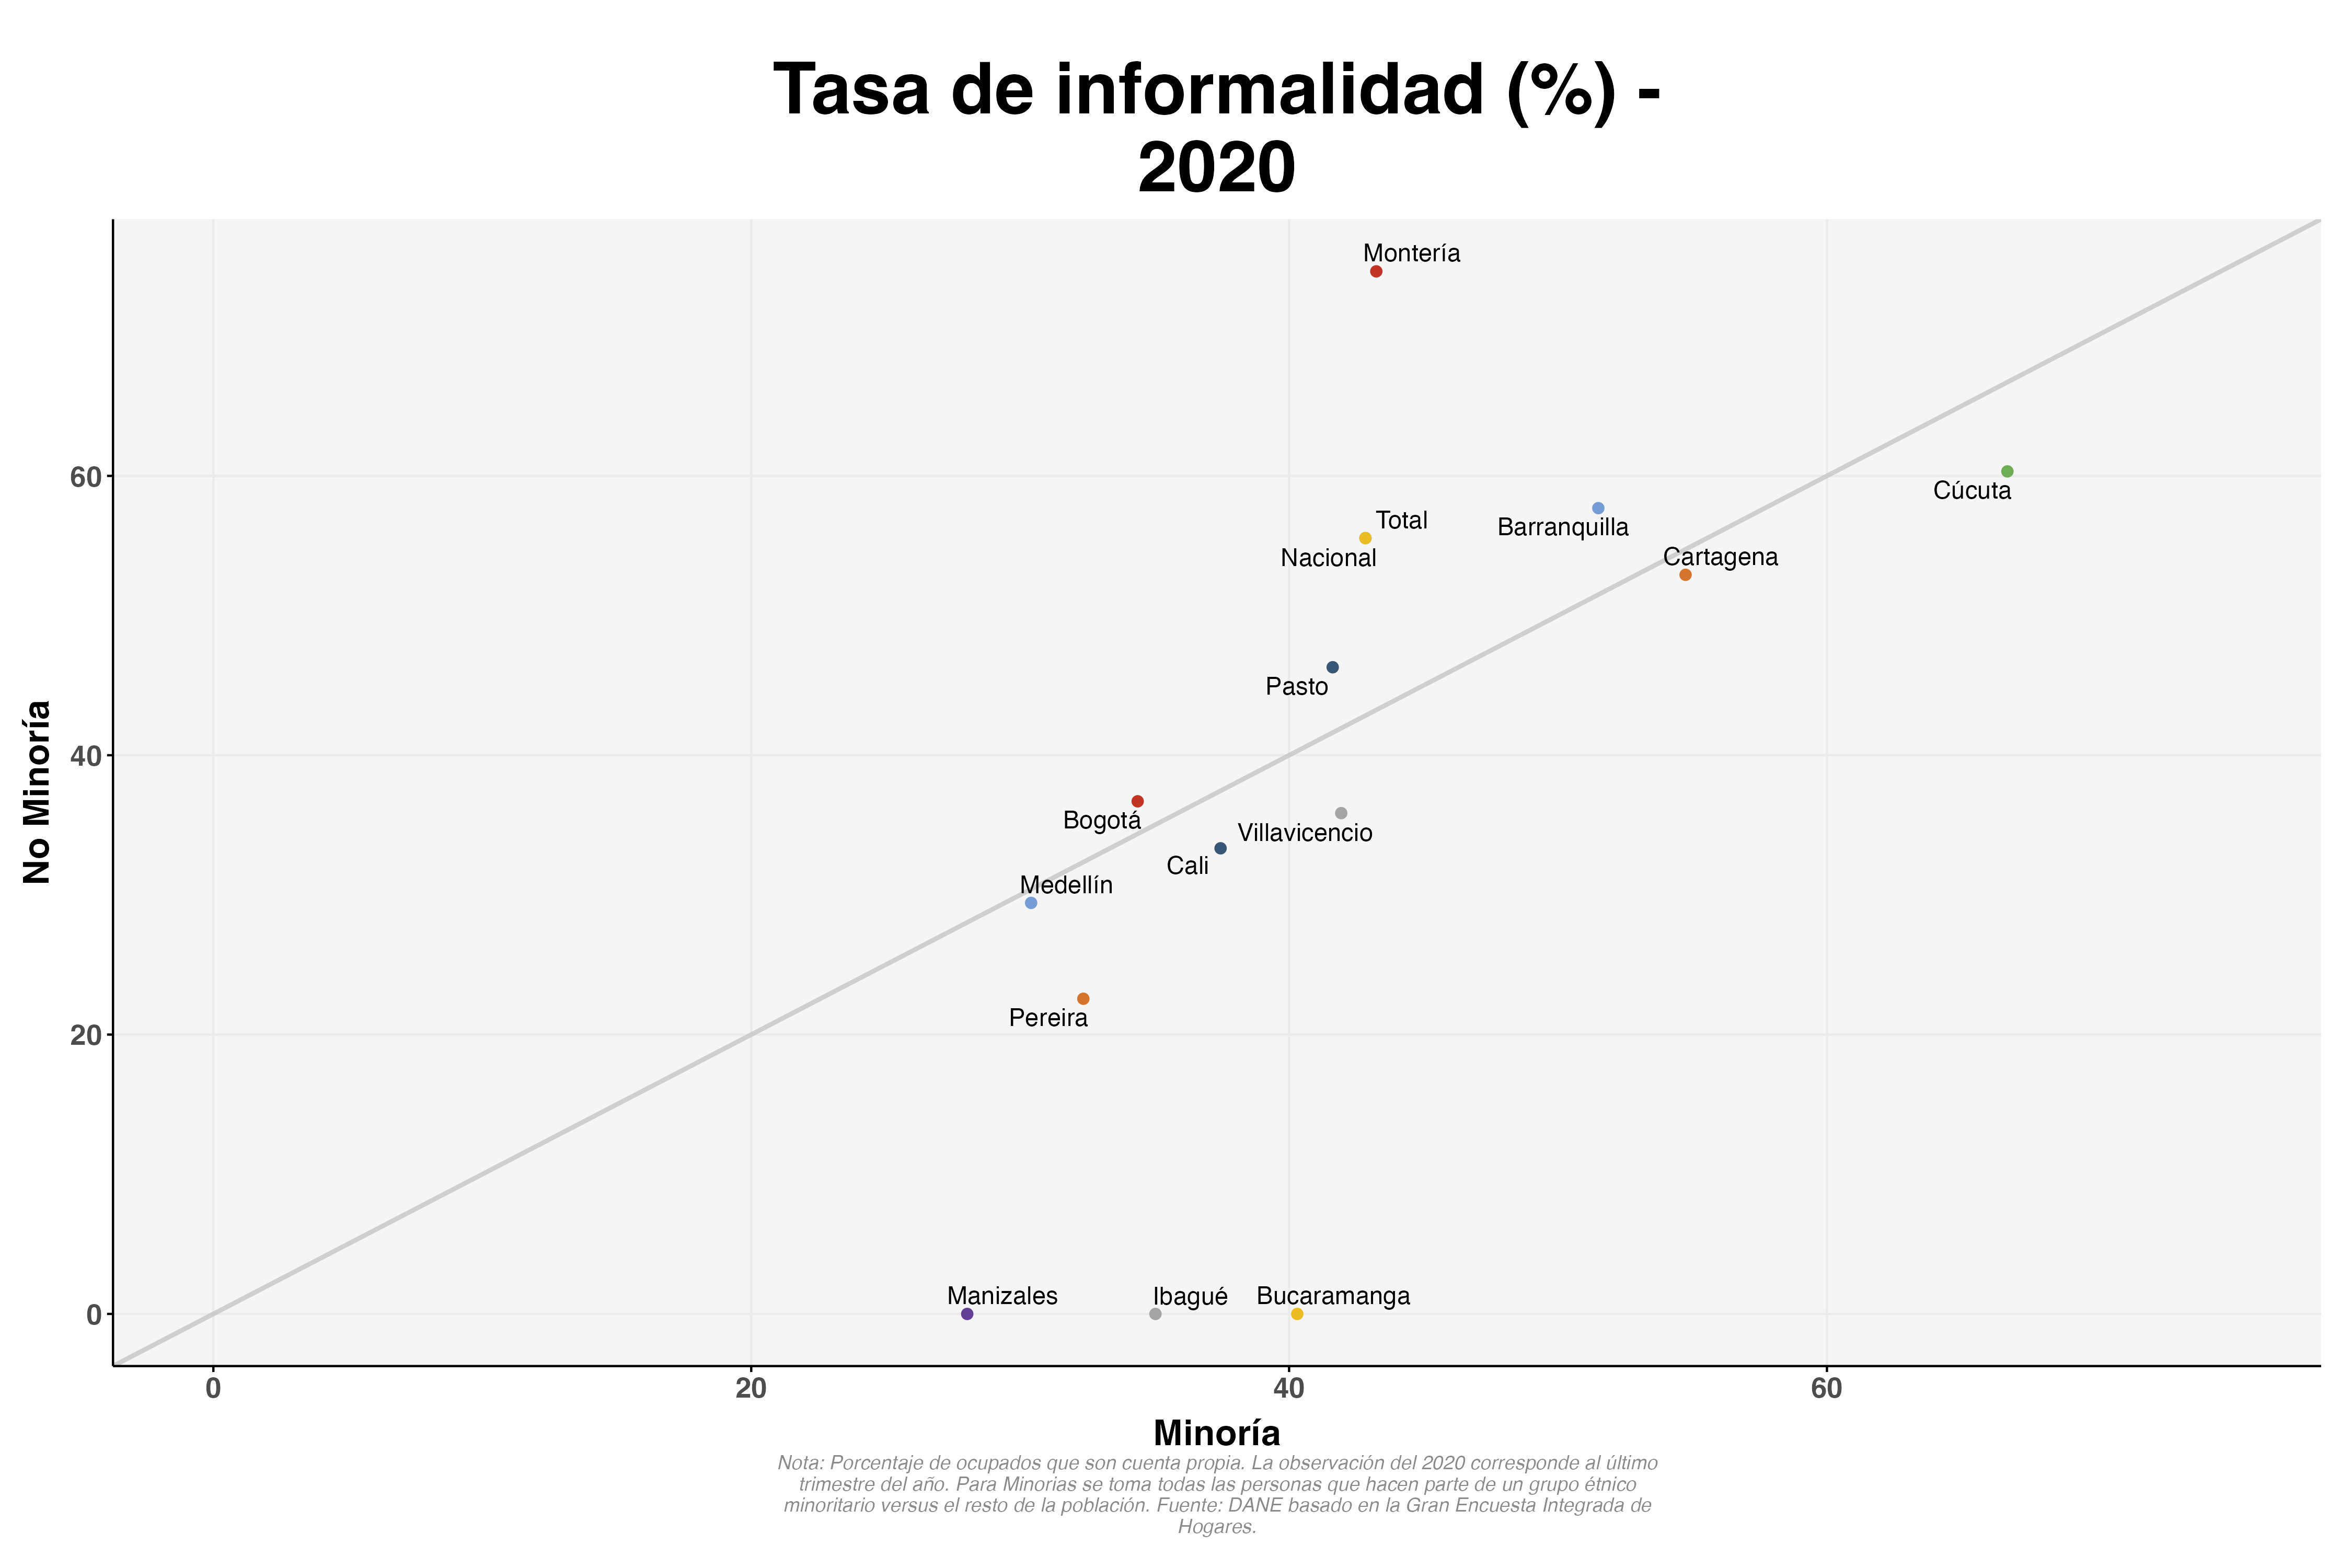 Tasa de informalidad (%) -
2020
Montería
60
Cúcuta
Total
Barranquilla
Nacional
Cartagena
Pasto
40
No Minoría
Bogotá
Villavicencio
Cali
Medellín
Pereira
20
Manizales
Ibagué
Bucaramanga
0
0 20 40 60
Minoría
Nota: Porcentaje de ocupados que son cuenta propia. La observación del 2020 corresponde al último
trimestre del año. Para Minorias se toma todas las personas que hacen parte de un grupo étnico
minoritario versus el resto de la población. Fuente: DANE basado en la Gran Encuesta Integrada de
Hogares.